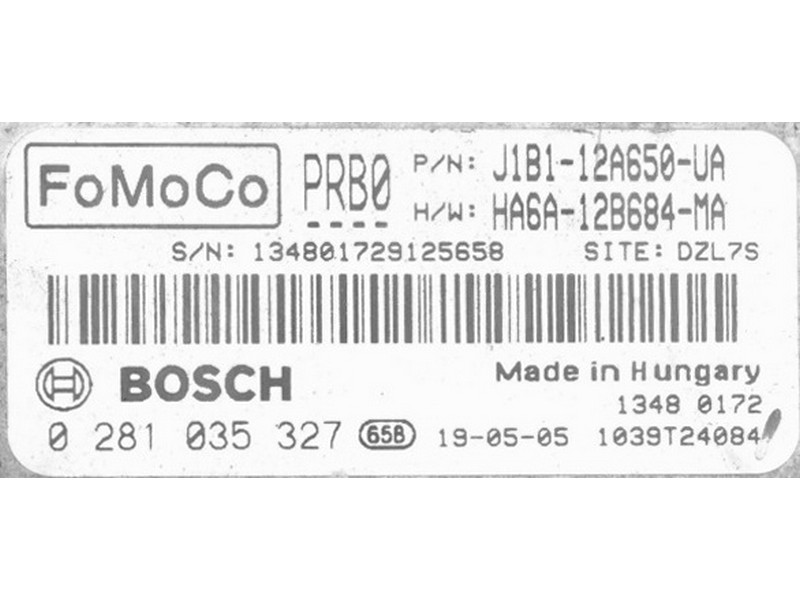 FoMoCo PRB0 P/N: J1B1-12A650-UA
H/W: HA6A-12B684-MA
S/N: 134801729125658 SITE: DZL7S
BOSCH Made in Hungary
1348 0172
0 281 035 327 65B 19-05-05 1039T24084